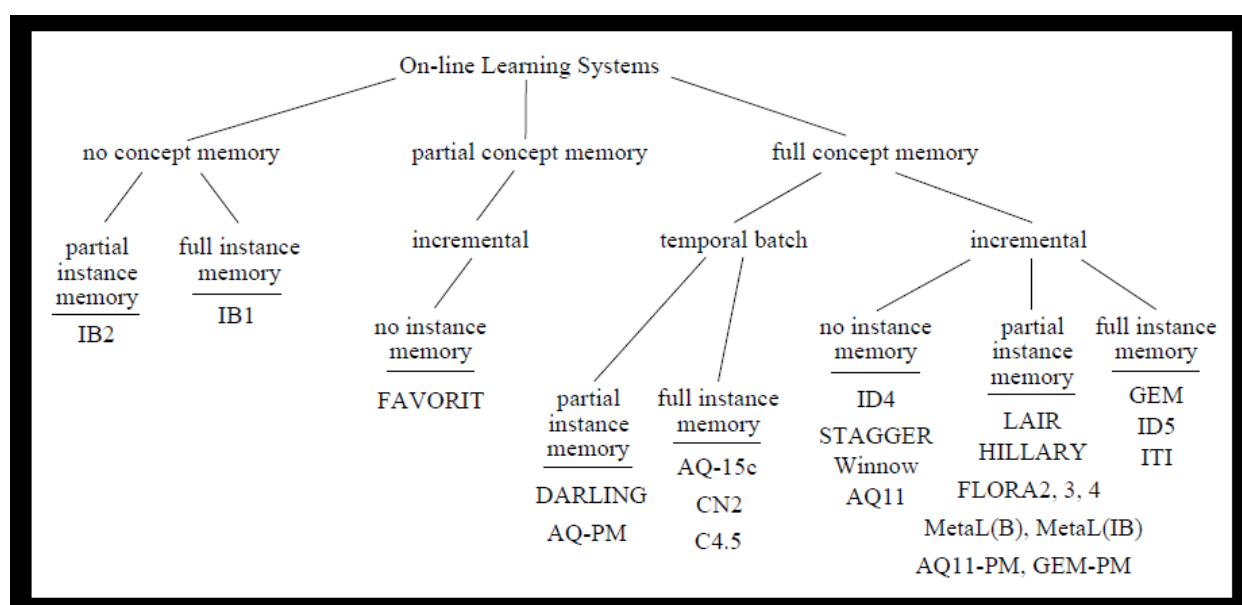 On-line Learning Systems
no concept memory
partial concept memory
full concept memory
partial
instance
memory
IB2
full instance
memory
IB1
incremental
no instance
memory
FAVORIT
temporal batch
partial
instance
memory
DARLING
AQ-PM
full instance
memory
AQ-15c
CN2
C4.5
incremental
no instance
memory
ID4
STAGGER
Winnow
AQ11
partial
instance
memory
LAIR
HILLARY
FLORA2, 3, 4
MetaL(B), MetaL(IB)
AQ11-PM, GEM-PM
full instance
memory
GEM
ID5
ITI